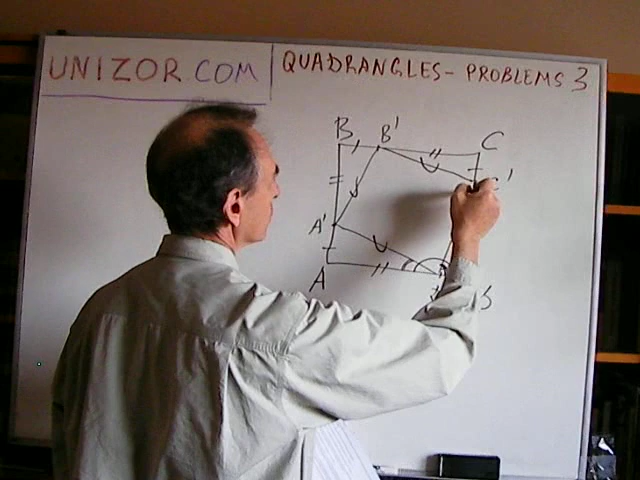 UNIZOR.COM
QUADRANGLES - PROBLEMS 3
B B' C
C'
A'
A